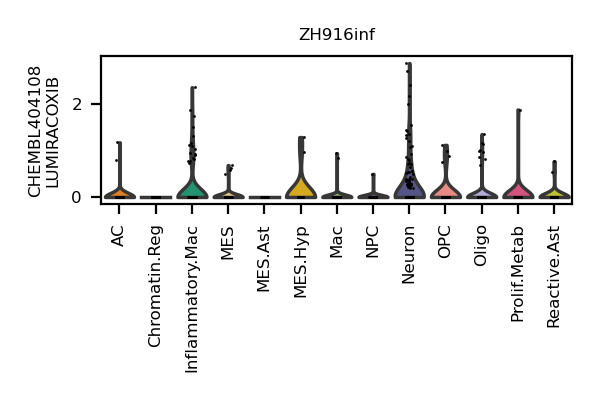 ZH916inf
CHEMBL404108
LUMIRACOXIB
2
0
AC
Chromatin.Reg
Inflammatory.Mac
MES
MES.Ast
MES.Hyp
Mac
NPC
Neuron
OPC
Oligo
Prolif.Metab
Reactive.Ast